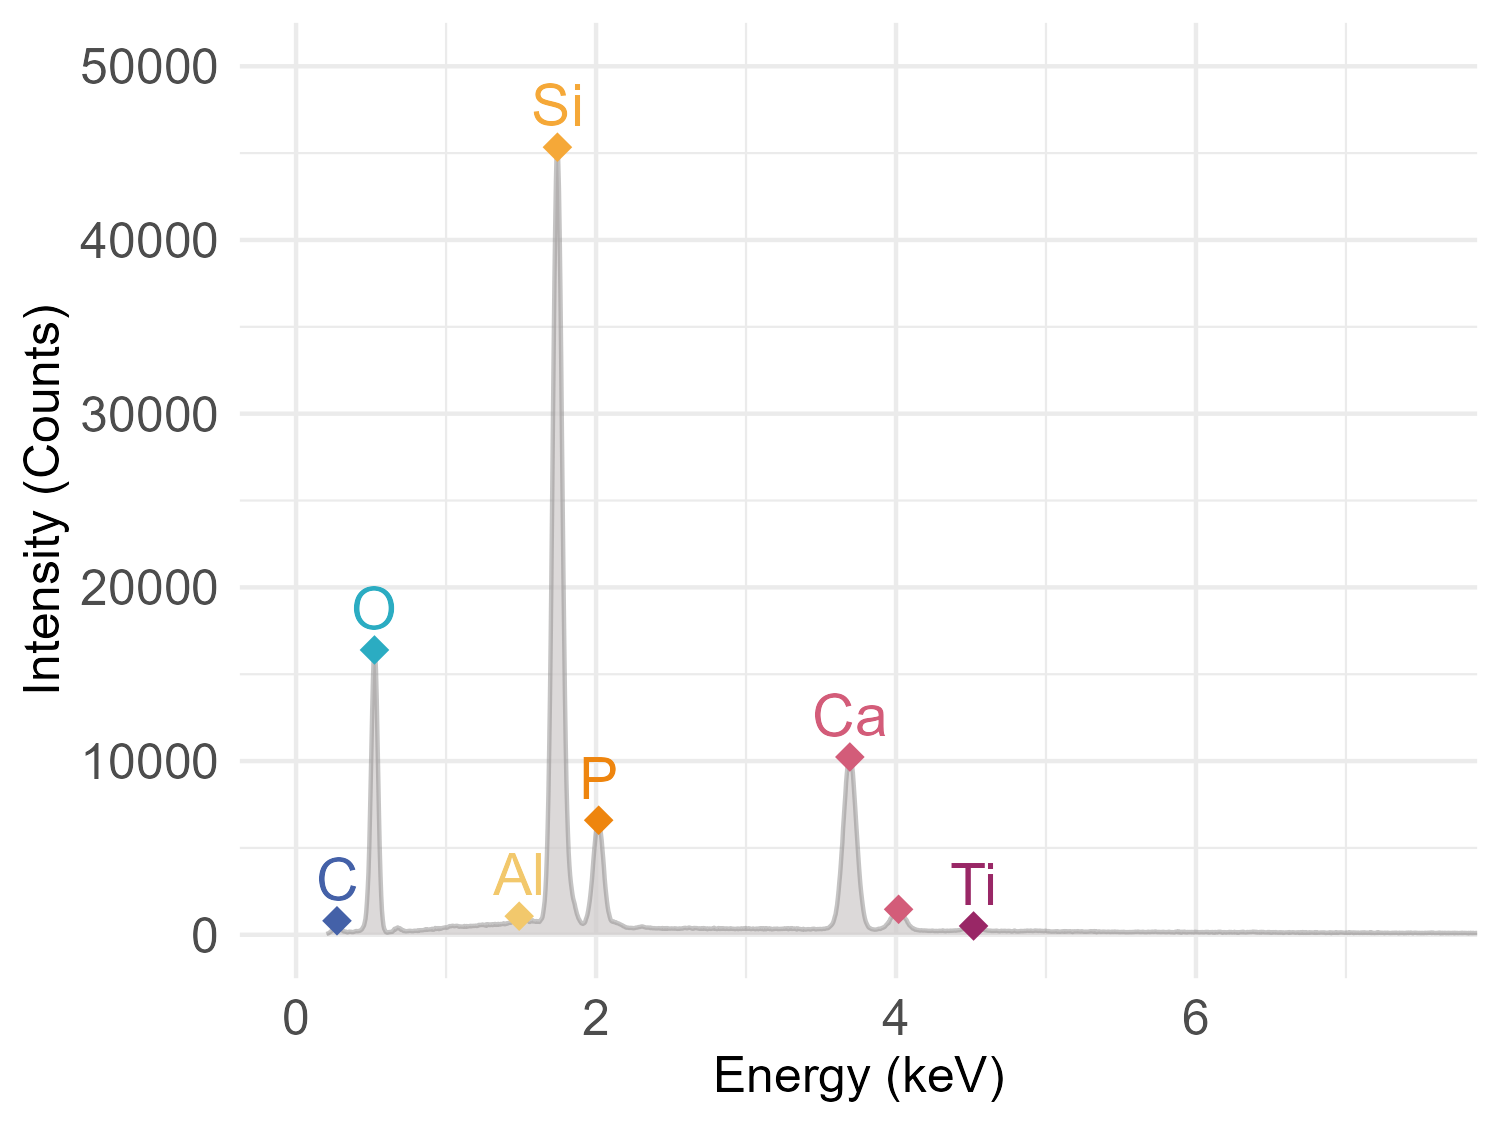 50000
40000
30000
20000
10000
0
Intensity (Counts)
Si
O
Ca
P
C
Al
Ti
0 2 4 6
Energy (keV)